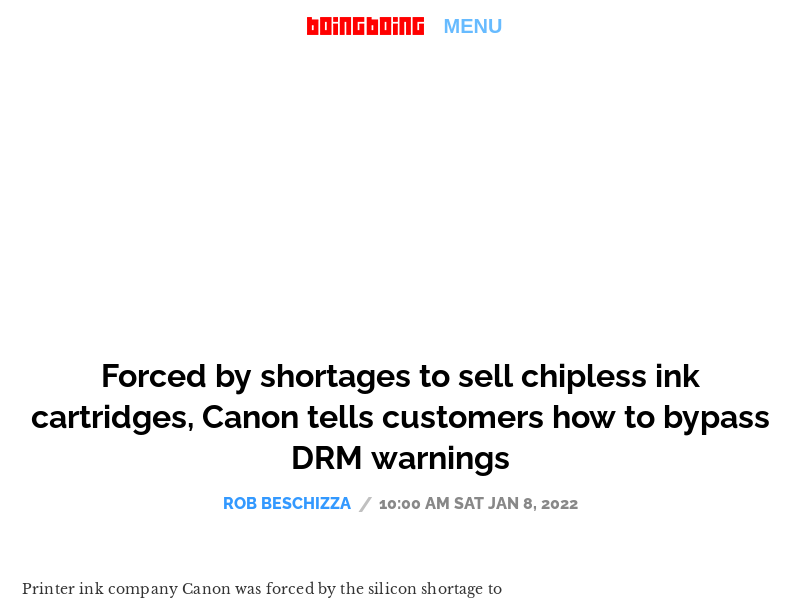 boingboing MENU
Forced by shortages to sell chipless ink
cartridges, Canon tells customers how to bypass
DRM warnings
ROB BESCHIZZA / 10:00 AM SAT JAN 8, 2022
Printer ink company Canon was forced by the silicon shortage to